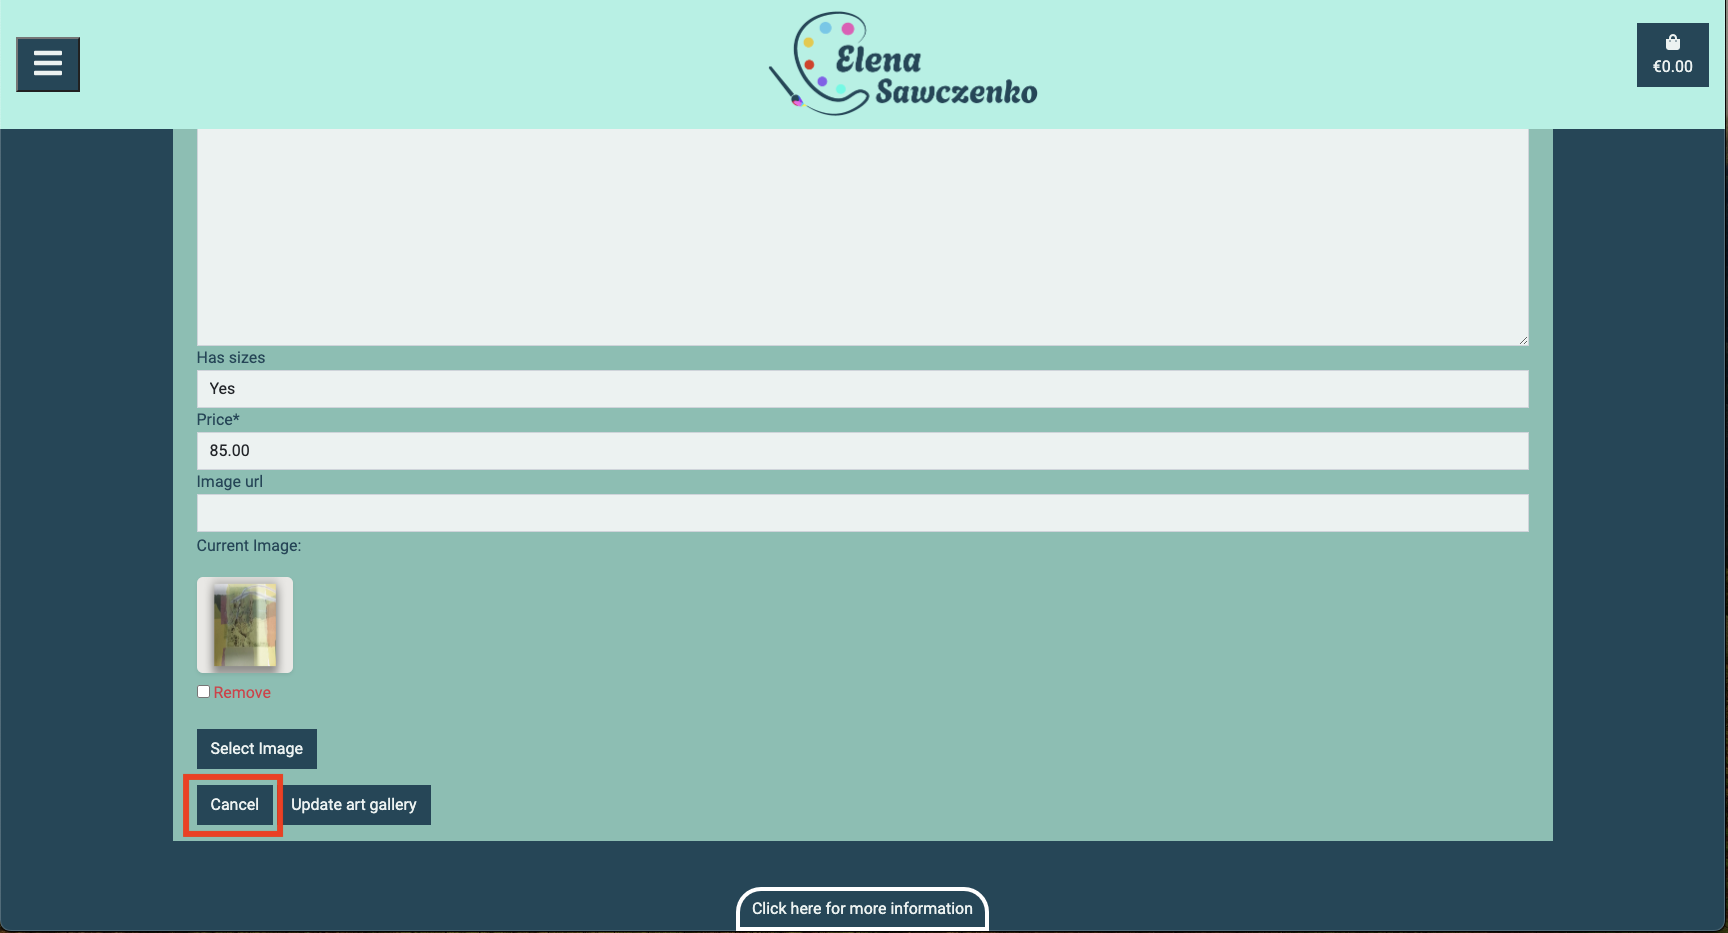 Elena
Sawczenko
€0.00
Has sizes
Yes
Price*
85.00
Image url
Current Image:
Remove
Select Image
Cancel
Update art gallery
Click here for more information